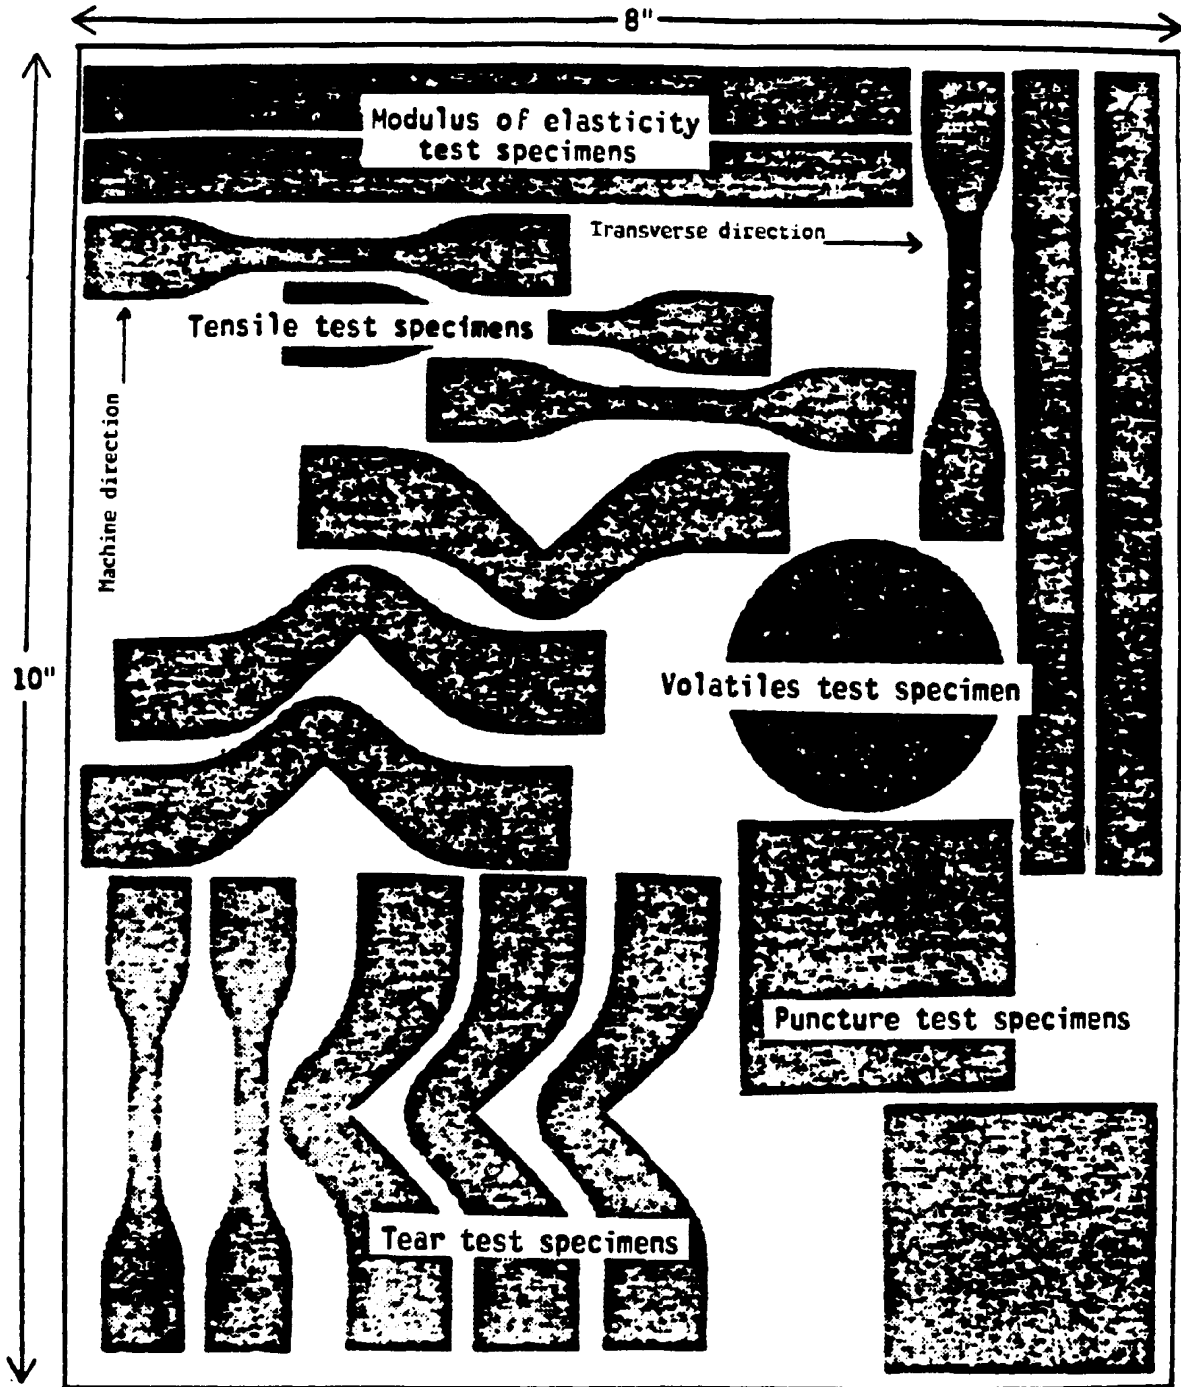 8"
Modulus of elasticity
test specimens
Transverse direction
Tensile test specimens
Machine direction
10"
Volatiles test specimen
Puncture test specimens
Tear test specimens